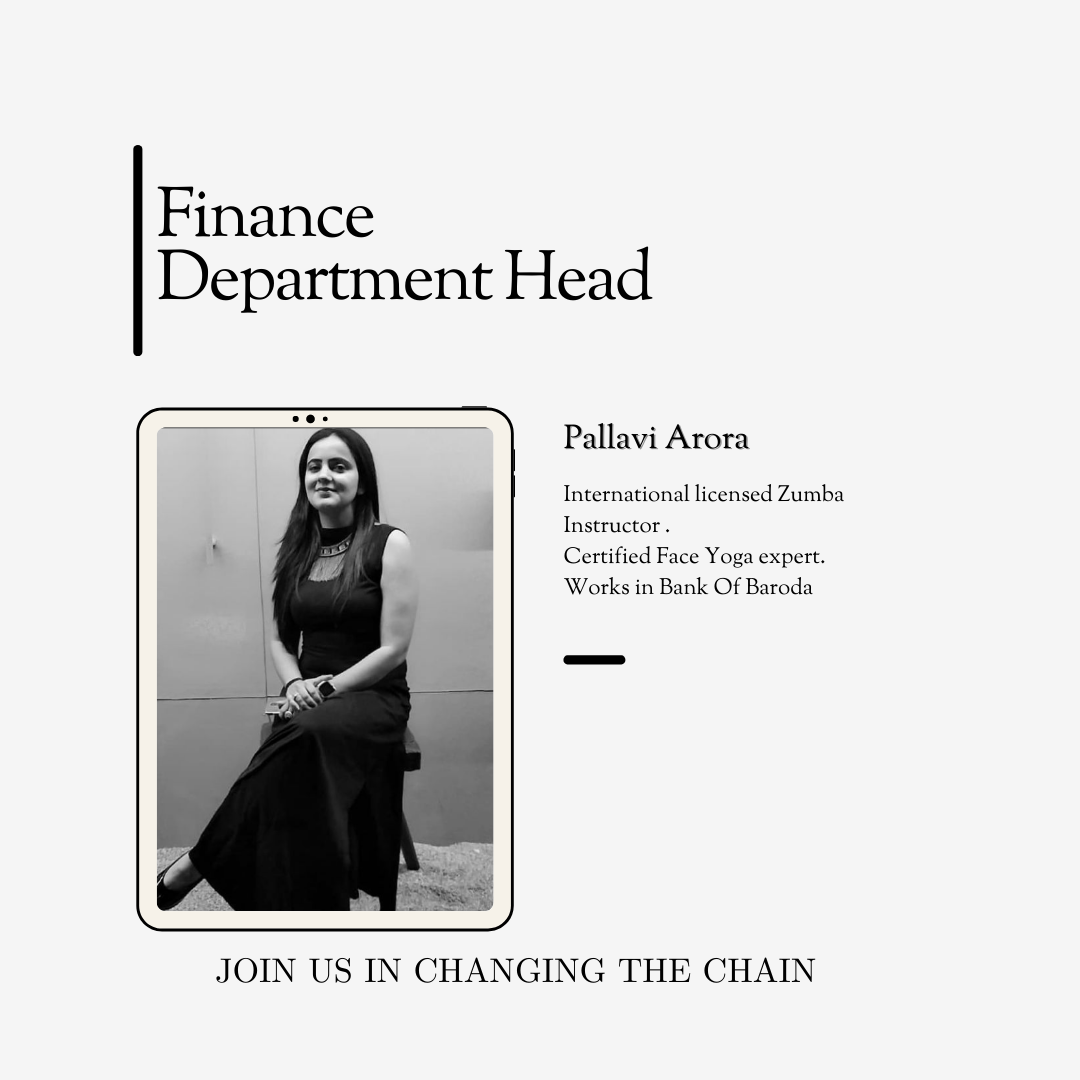 Finance
Department Head
Pallavi Arora
International licensed Zumba
Instructor .
Certified Face Yoga expert.
Works in Bank Of Baroda
JOIN US IN CHANGING THE CHAIN